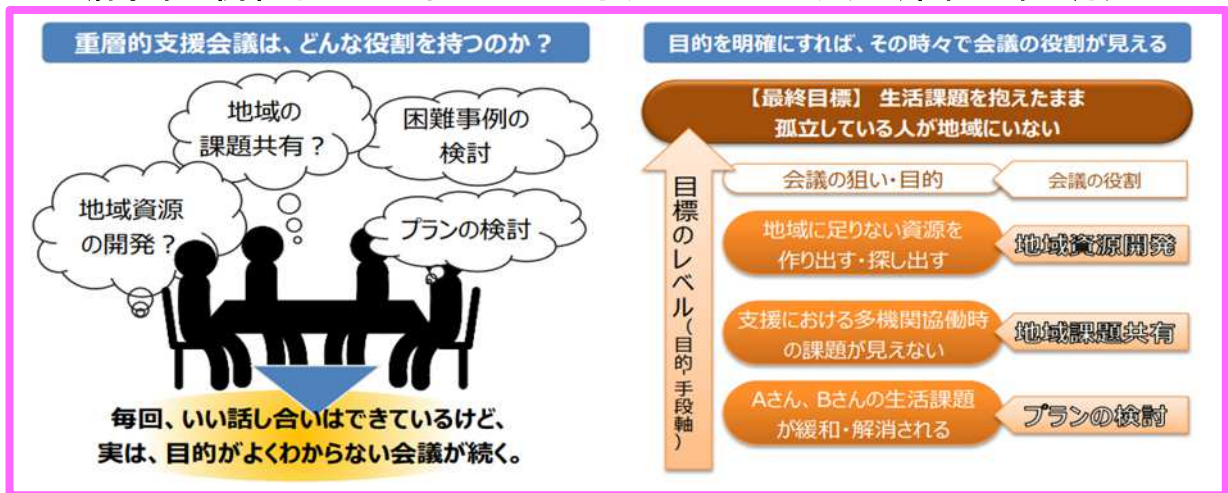 重層的支援会議は、どんな役割を持つのか？
地域の
課題共有？
困難事例の
検討
地域資源
の開発？
プランの検討
毎回、いい話し合いはできているけど、
実は、目的がよくわからない会議が続く。
目的を明確にすれば、その時々で会議の役割が見える
【最終目標】 生活課題を抱えたまま
孤立している人が地域にいない
目標のレベル（目的-手段軸）
会議の狙い・目的
会議の役割
地域に足りない資源を
作り出す・探し出す
地域資源開発
支援における多機関協働時
の課題が見えない
地域課題共有
Aさん、Bさんの生活課題
が緩和・解消される
プランの検討